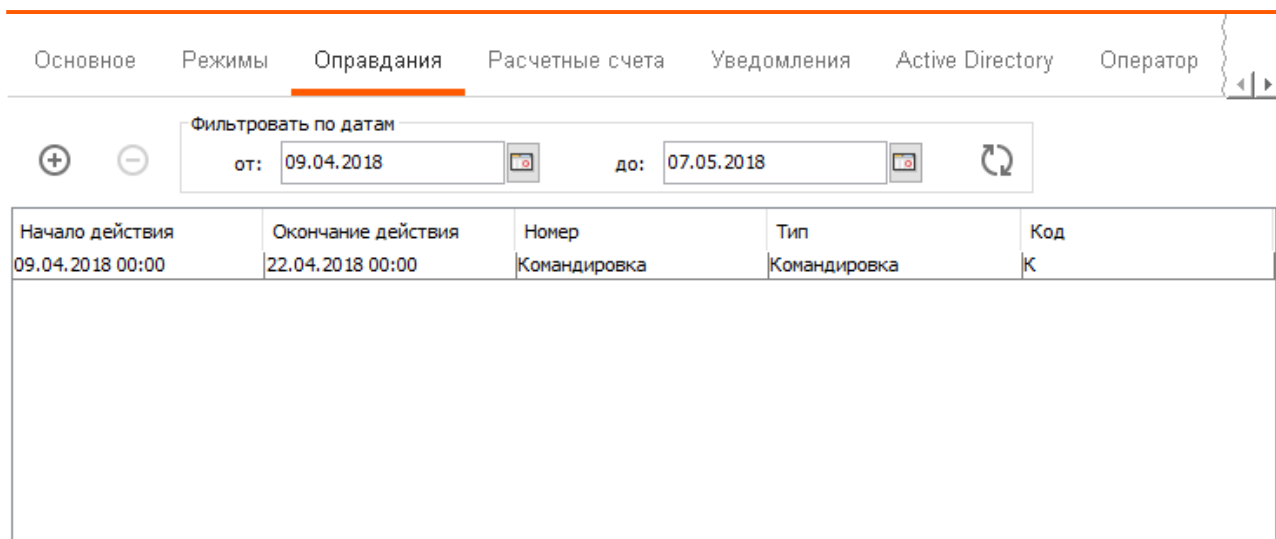 Основное Режимы Оправдания Расчетные счета Уведомления Active Directory Оператор
Фильтровать по датам
от: 09.04.2018 до: 07.05.2018
Начало действия Окончание действия Номер Тип Код
09.04.2018 00:00 22.04.2018 00:00 Командировка Командировка К